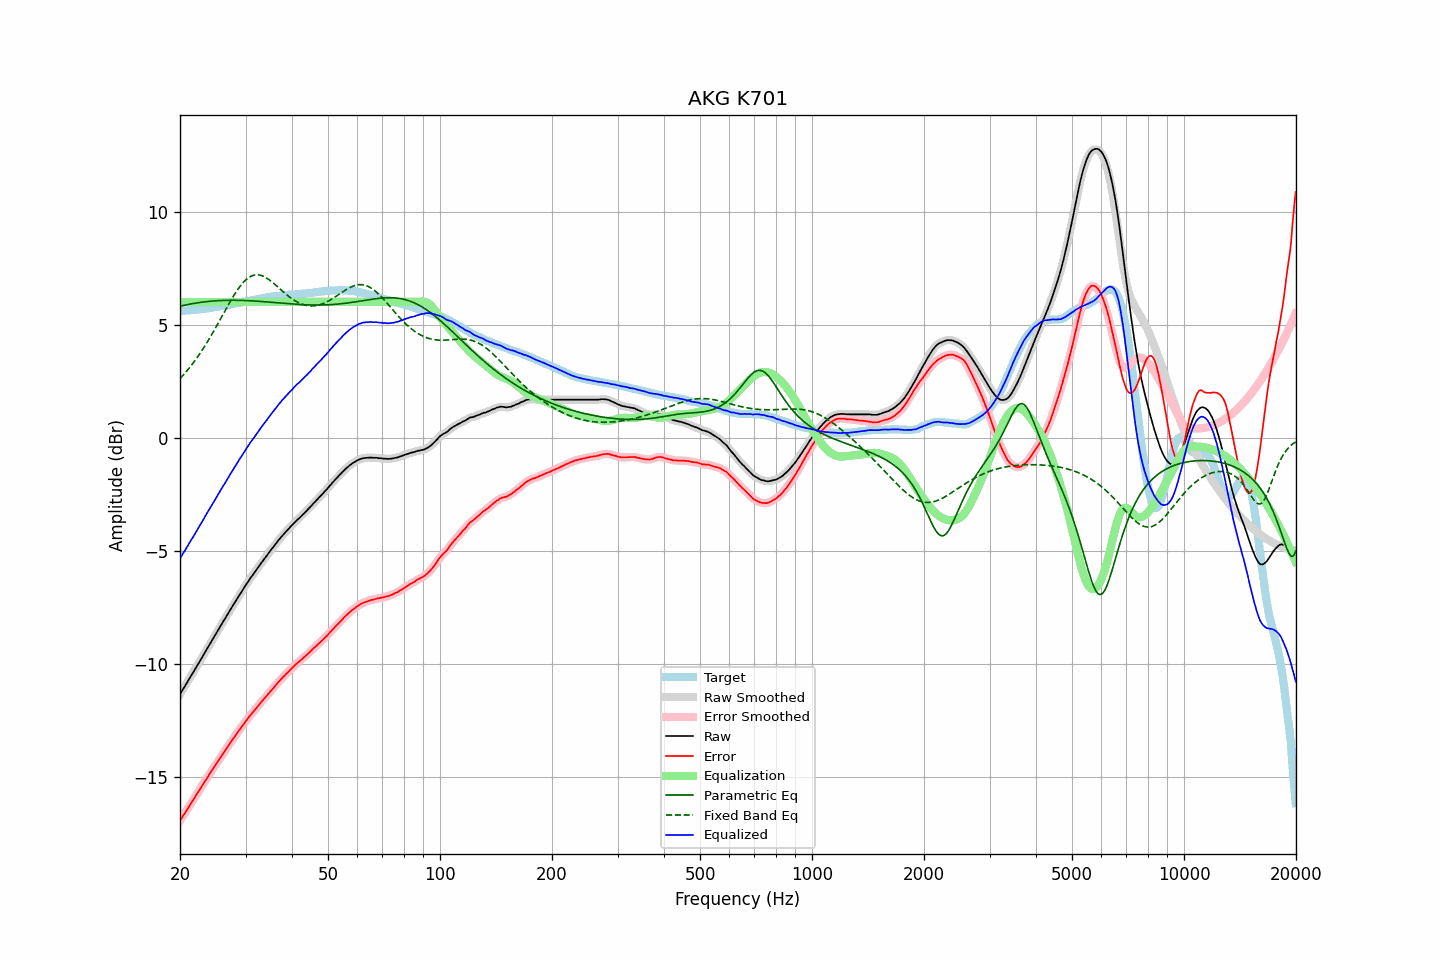 AKG K701
Amplitude (dBr)
10
5
0
−5
−10
−15
Target
Raw Smoothed
Error Smoothed
Raw
Error
Equalization
Parametric Eq
Fixed Band Eq
Equalized
20 50 100 200 500 1000 2000 5000 10000 20000
Frequency (Hz)